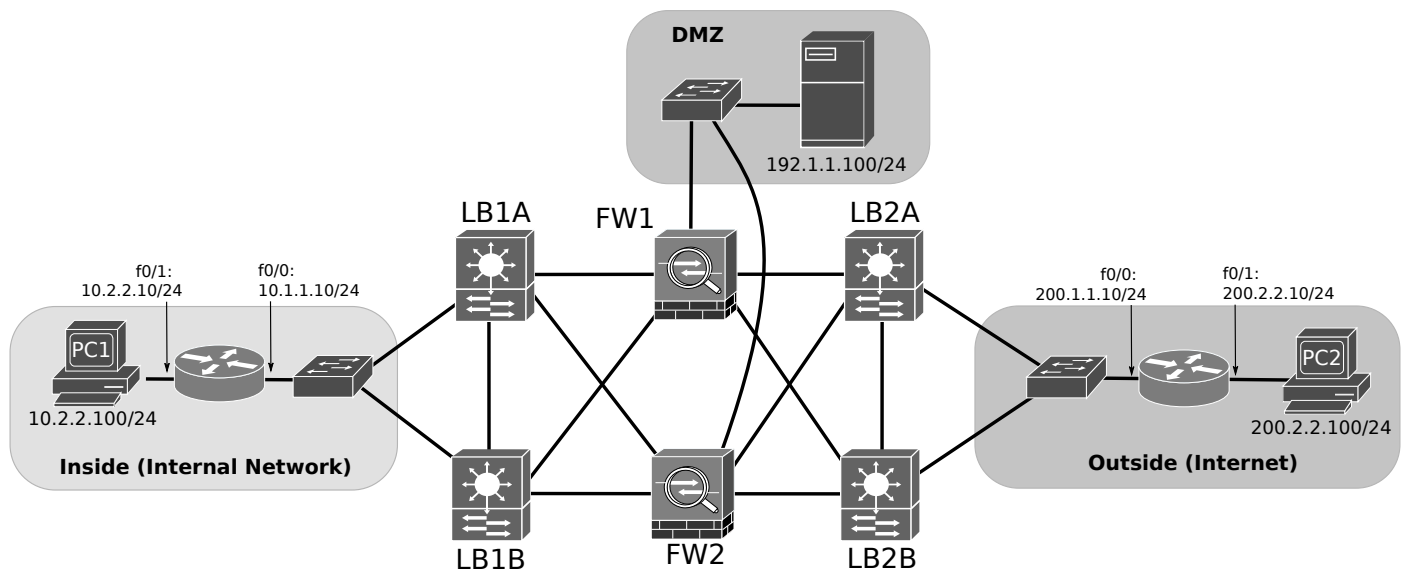 DMZ
192.1.1.100/24
LB1A
FW1
LB2A
f0/1:
10.2.2.10/24
f0/0:
10.1.1.10/24
f0/0:
200.1.1.10/24
f0/1:
200.2.2.10/24
PC1
10.2.2.100/24
Inside (Internal Network)
PC2
200.2.2.100/24
Outside (Internet)
LB1B
FW2
LB2B